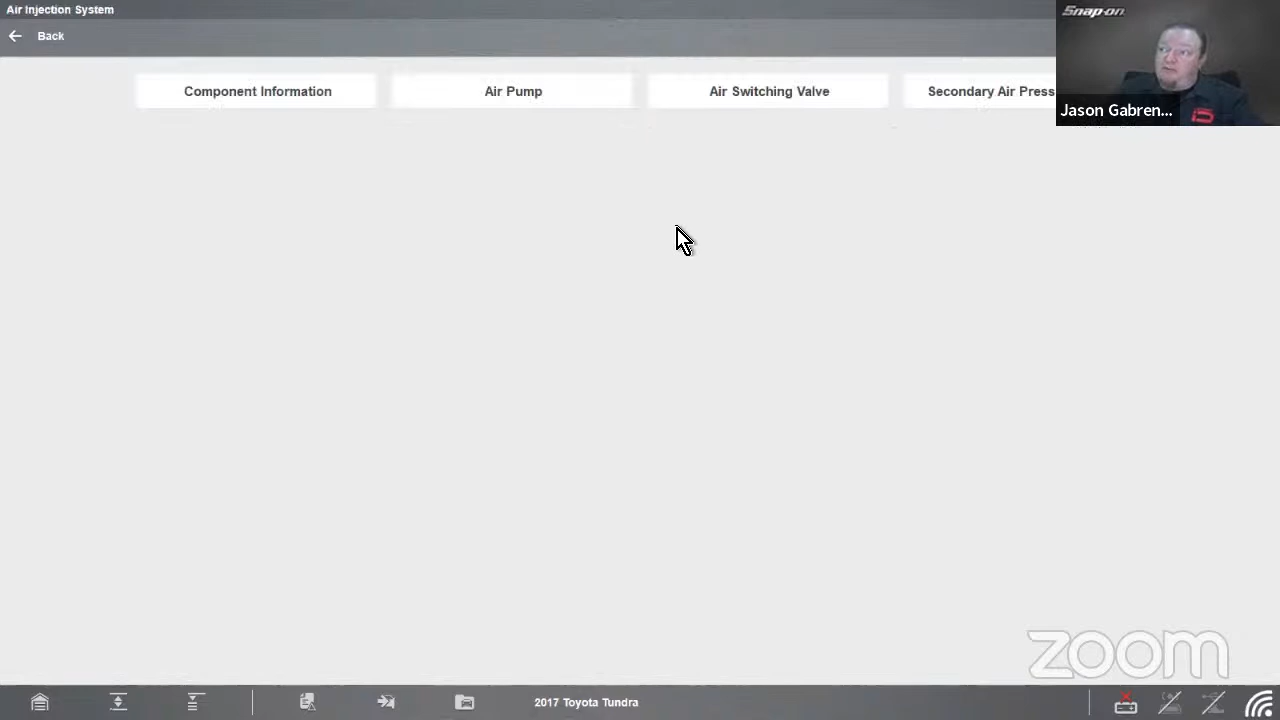 Air Injection System
Back
Component Information
Air Pump
Air Switching Valve
Secondary Air Press
Snap-on
Jason Gabren...
zoom
2017 Toyota Tundra